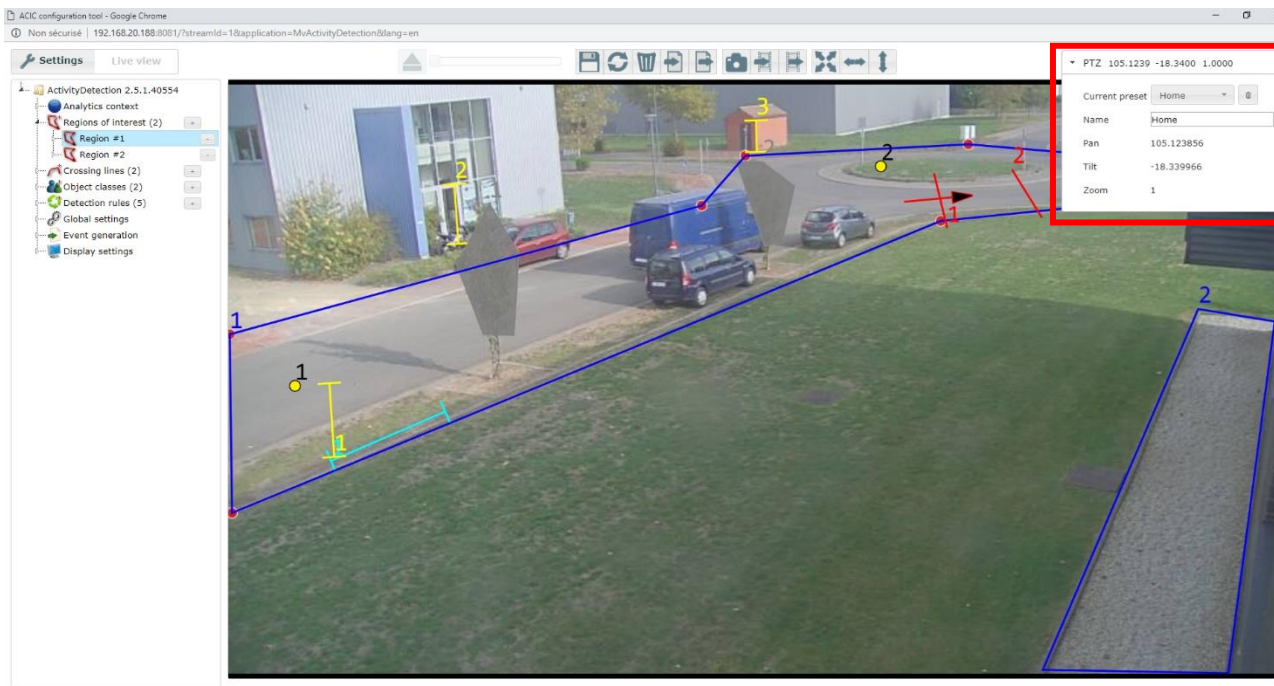 ACIC configuration tool - Google Chrome
Non sécurisé | 192.168.20.188:8081/?streamId=1&application=MvActivityDetection&lang=en
Settings
Live view
PTZ 105.1239 -18.3400 1.0000
Current preset Home
Name Home
Pan 105.123856
Tilt -18.339966
Zoom 1
ActivityDetection 2.5.1.40554
Analytics context
Regions of interest (2)
Region #1
Region #2
Crossing lines (2)
Object classes (2)
Detection rules (5)
Global settings
Event generation
Display settings
3
2
2
2
2
1
2
1
1
1